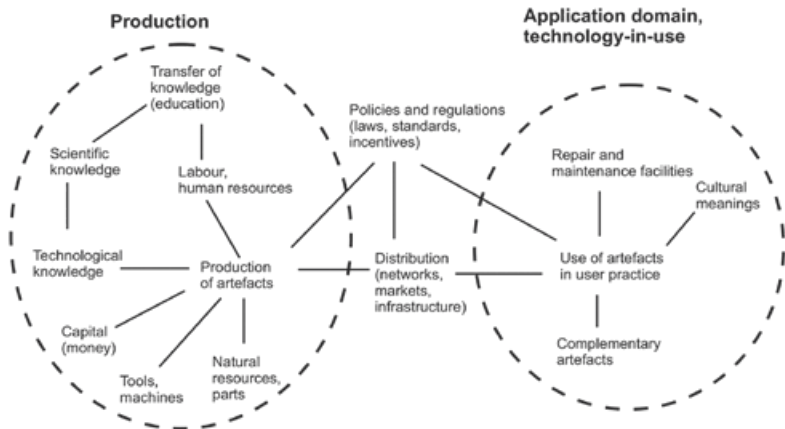 Production
Application domain,
technology-in-use
Transfer of
knowledge
(education)
Policies and regulations
(laws, standards,
incentives)
Scientific
knowledge
Labour,
human resources
Repair and
maintenance facilities
Cultural
meanings
Technological
knowledge
Production
of artefacts
Distribution
(networks,
markets,
infrastructure)
Use of artefacts
in user practice
Capital
(money)
Tools,
machines
Natural
resources,
parts
Complementary
artefacts